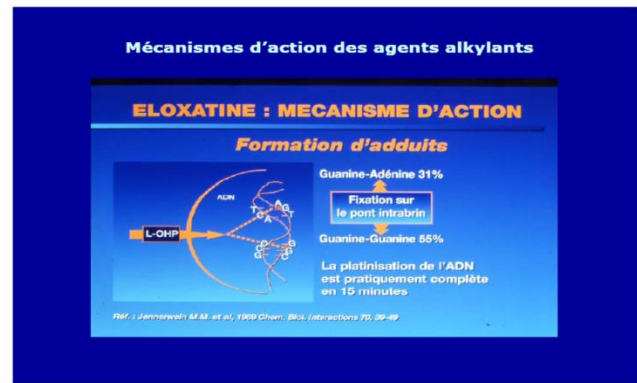 Mécanismes d'action des agents alkylants
ELOXATINE : MECANISME D'ACTION
Formation d'adduits
Guanine-Adénine 31%
ADN
Fixation sur
le pont intrabrin
L-OHP
Guanine-Guanine 55%
La platinisation de l'ADN
est pratiquement complète
en 15 minutes
Réf. : Jennerwein M.M. et al, 1989 Chem. Biol. Interactions 70, 39-49